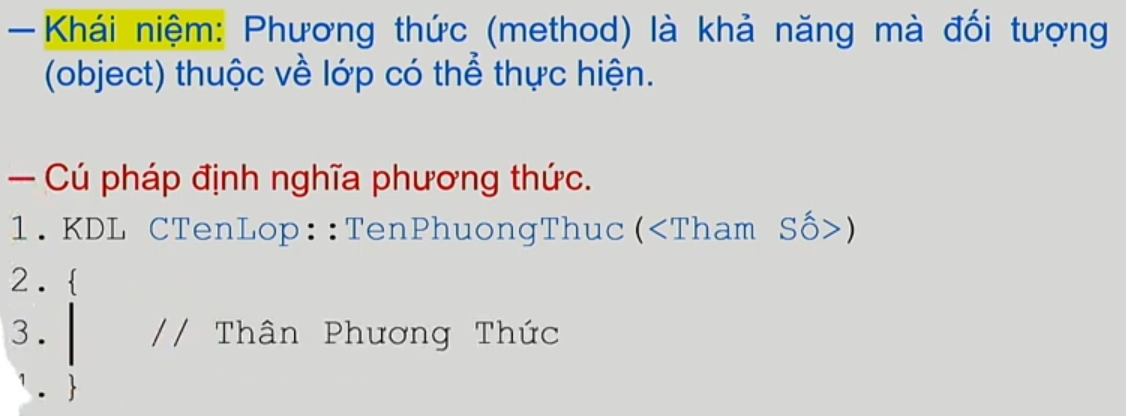 — Khái niệm: Phương thức (method) là khả năng mà đối tượng
(object) thuộc về lớp có thể thực hiện.
— Cú pháp định nghĩa phương thức.
1. KDL CTenLop::TenPhuongThuc(<Tham Số>)
2. {
3. // Thân Phương Thức
. }